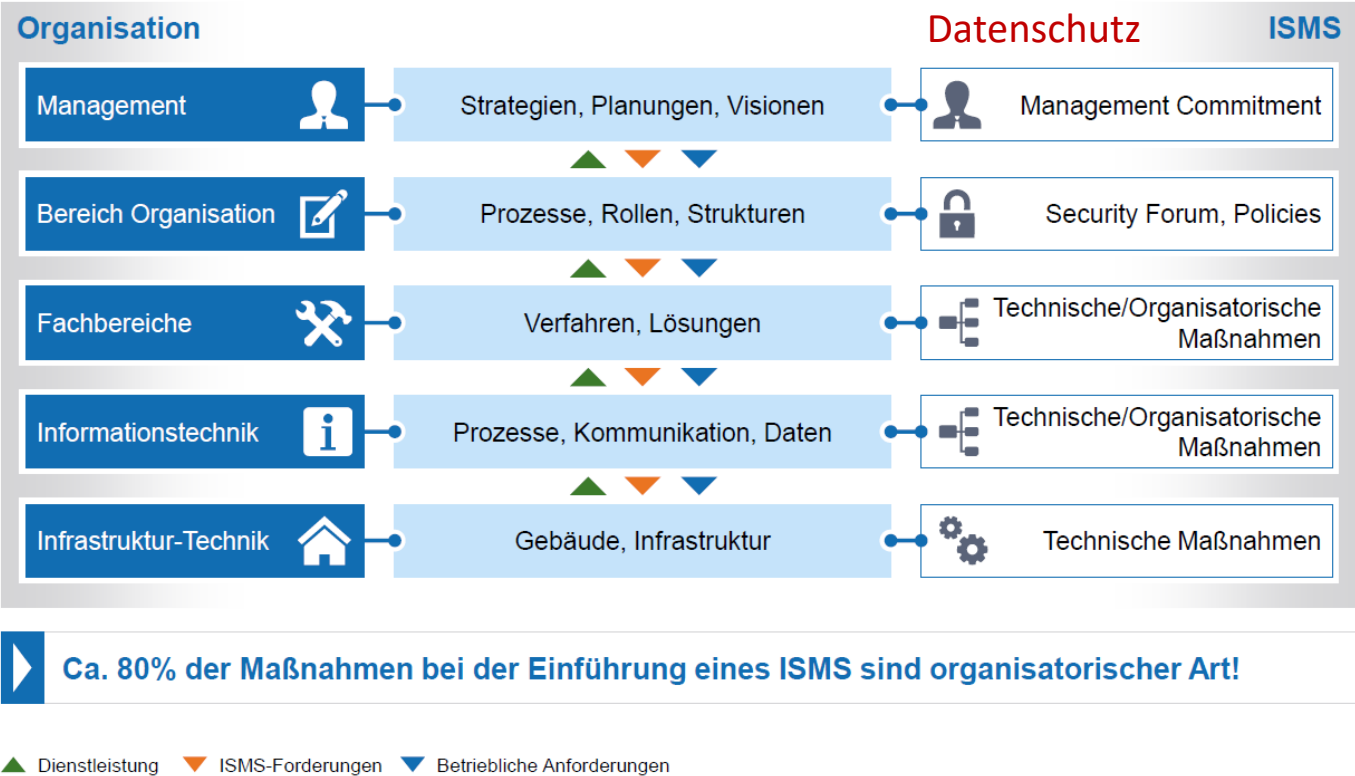 Organisation
Datenschutz
ISMS
Management
Strategien, Planungen, Visionen
Management Commitment
Bereich Organisation
Prozesse, Rollen, Strukturen
Security Forum, Policies
Fachbereiche
Verfahren, Lösungen
Technische/Organisatorische
Maßnahmen
Informationstechnik
Prozesse, Kommunikation, Daten
Technische/Organisatorische
Maßnahmen
Infrastruktur-Technik
Gebäude, Infrastruktur
Technische Maßnahmen
Ca. 80% der Maßnahmen bei der Einführung eines ISMS sind organisatorischer Art!
Dienstleistung
ISMS-Forderungen
Betriebliche Anforderungen